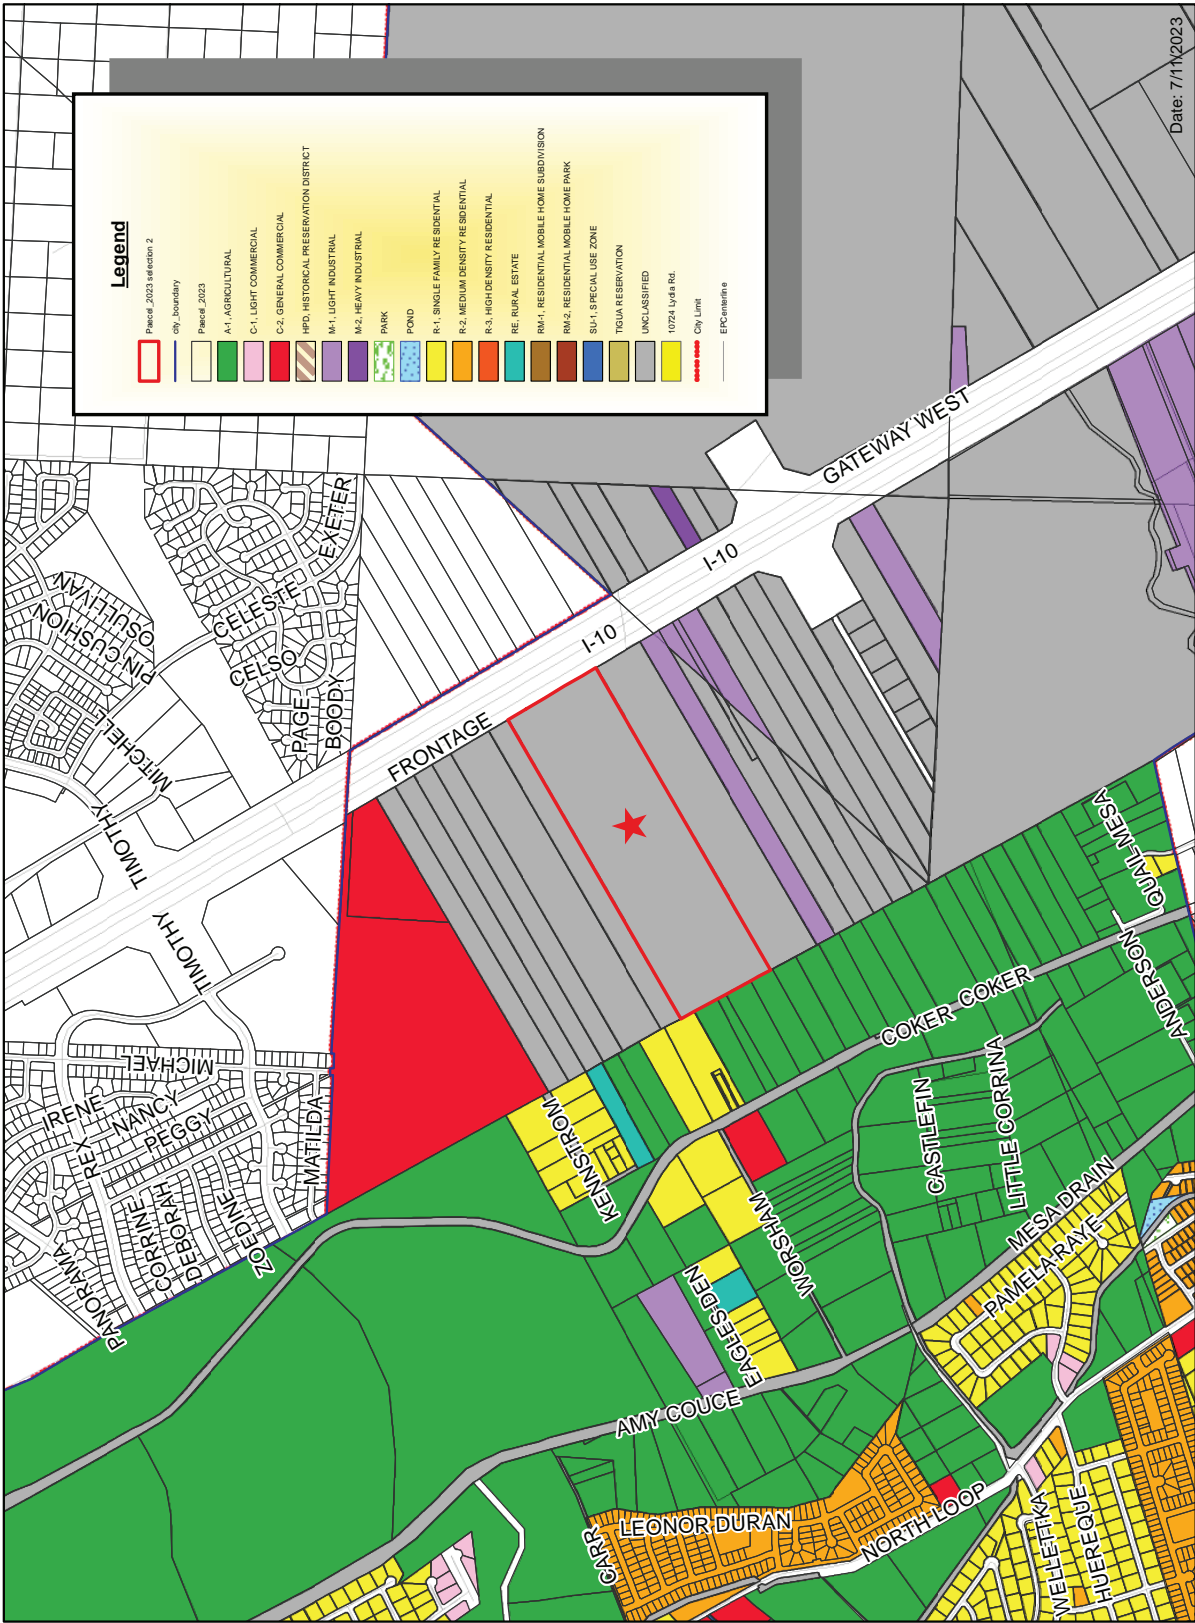 Legend
Paecel_2023 selection 2
city_boundary
Paecel_2023
A-1, AGRICULTURAL
C-1, LIGHT COMMERCIAL
C-2, GENERAL COMMERCIAL
HPD, HISTORICAL PRESERVATION DISTRICT
M-1, LIGHT INDUSTRIAL
M-2, HEAVY INDUSTRIAL
PARK
POND
R-1, SINGLE FAMILY RESIDENTIAL
R-2, MEDIUM DENSITY RESIDENTIAL
R-3, HIGH DENSITY RESIDENTIAL
RE, RURAL ESTATE
RM-1, RESIDENTIAL MOBILE HOME SUBDIVISION
RM-2, RESIDENTIAL MOBILE HOME PARK
SU-1, SPECIAL USE ZONE
TIGUA RESERVATION
UNCLASSIFIED
10724 Lydia Rd.
City Limit
EPCenterline
Date: 7/11/2023
OSULLIVAN
PIN CUSHION
EXETER
CELESTE
CELSO
PAGE
BOODY
MITCHELL
TIMOTHY
TIMOTHY
FRONTAGE
I-10
I-10
GATEWAY WEST
MICHAEL
IRENE
NANCY
PEGGY
REX
MATILDA
CORRINE
DEBORAH
ZOEDINE
PANORAMA
KENNSTROM
WORSHAM
EAGLES DEN
AMY COUCE
COKER
COKER
CASTLEFIN
LITTLE CORRINA
MESA DRAIN
PAMELA RAYE
QUAIL MESA
ANDERSON
CARR
LEONOR DURAN
NORTH LOOP
WELLETTKA
HUEREQUE